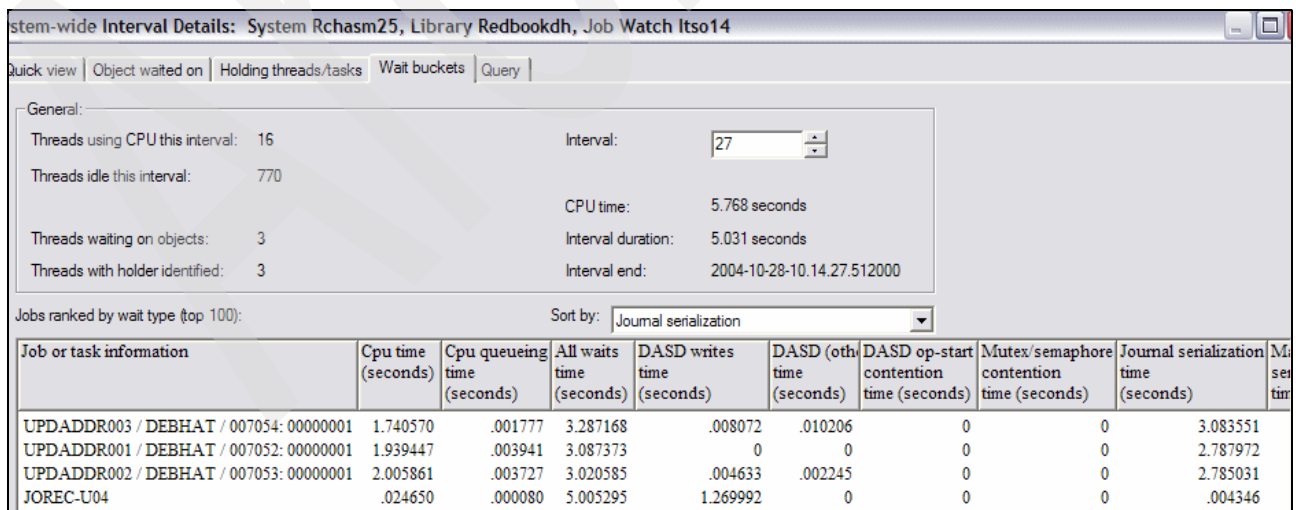 stem-wide Interval Details: System Rchasm25, Library Redbookdh, Job Watch Itso14
Quick view Object waited on Holding threads/tasks Wait buckets Query
General:
Threads using CPU this interval: 16 Interval: 27
Threads idle this interval: 770
CPU time: 5.768 seconds
Threads waiting on objects: 3 Interval duration: 5.031 seconds
Threads with holder identified: 3 Interval end: 2004-10-28-10.14.27.512000
Jobs ranked by wait type (top 100): Sort by: Journal serialization
Job or task information Cpu time Cpu queueing All waits DASD writes DASD (oth DASD op-start Mutex/semaphore Journal serialization
(seconds) time time time time contention contention time
(seconds) (seconds) (seconds) (seconds) time (seconds) time (seconds) (seconds)
UPDADDR003 / DEBHAT / 007054: 00000001 1.740570 .001777 3.287168 .008072 .010206 0 0 3.083551
UPDADDR001 / DEBHAT / 007052: 00000001 1.939447 .003941 3.087373 0 0 0 0 2.787972
UPDADDR002 / DEBHAT / 007053: 00000001 2.005861 .003727 3.020585 .004633 .002245 0 0 2.785031
JOREC-U04 .024650 .000080 5.005295 1.269992 0 0 0 .004346